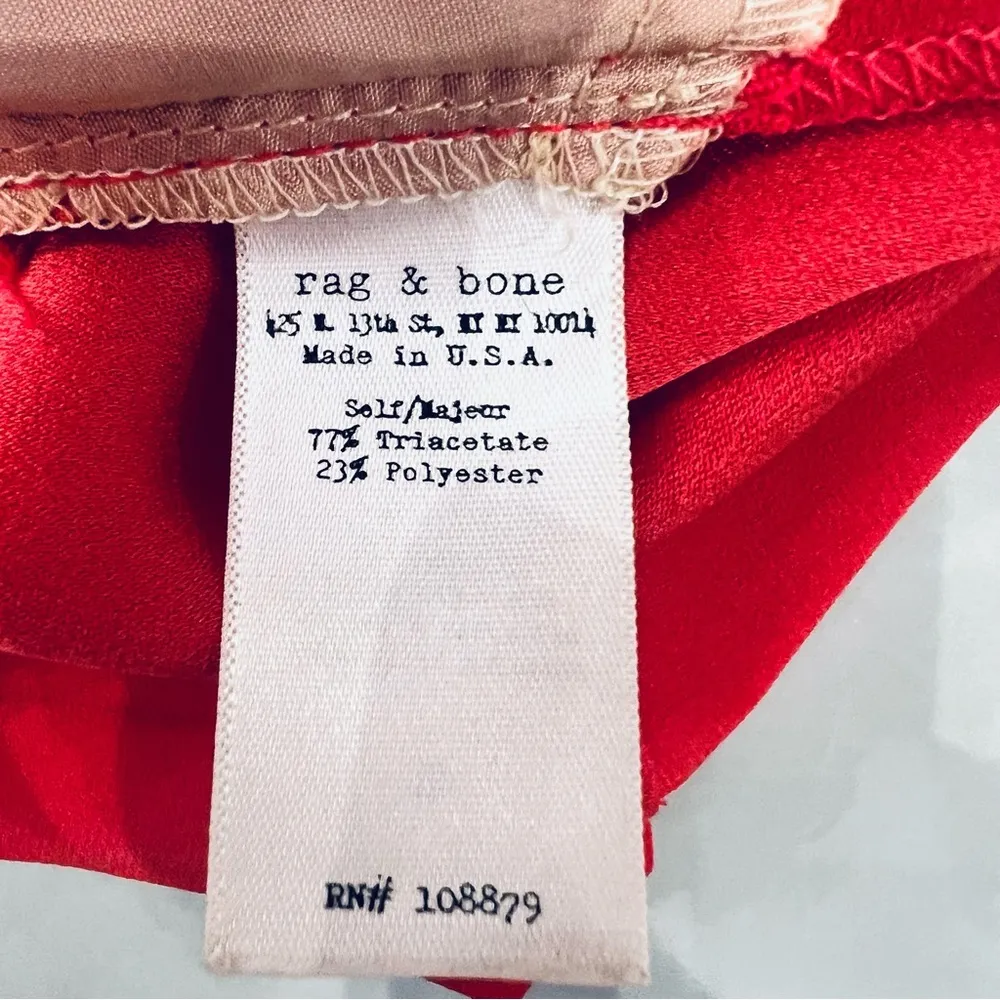 rag & bone
425 W. 13th St, NY NY 10014
Made in U.S.A.
Self/Majeur
77% Triacetate
23% Polyester
RN# 108879